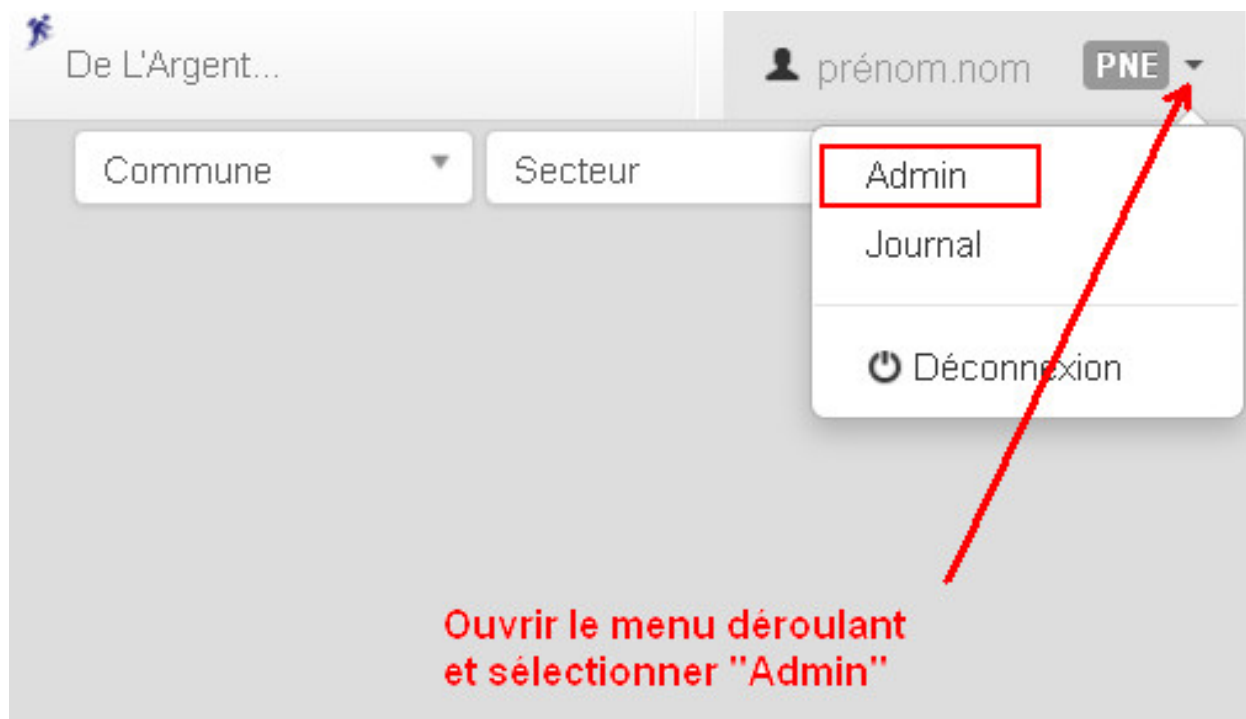 De L'Argent...
prénom.nom PNE
Commune
Secteur
Admin
Journal
Déconnexion
Ouvrir le menu déroulant
et sélectionner "Admin"